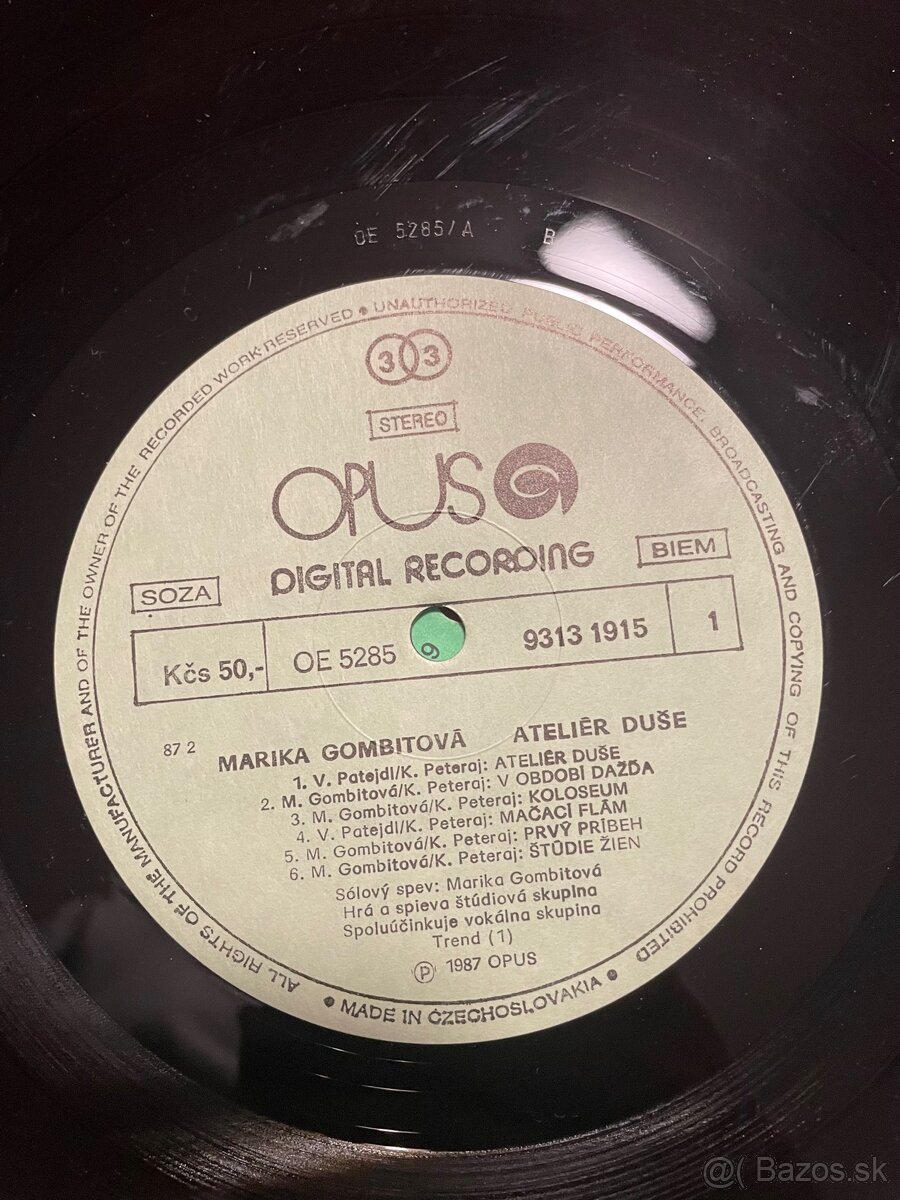 OE 5285/A B
ALL RIGHTS OF THE MANUFACTURER AND OF THE OWNER OF THE RECORDED WORK RESERVED ● UNAUTHORIZED PUBLIC PERFORMANCE, BROADCASTING AND COPYING OF THIS RECORD PROHIBITED
33
STEREO
OPUS
DIGITAL RECORDING
SOZA
BIEM
Kčs 50,- OE 5285 9313 1915 1
87 2
MARIKA GOMBITOVÁ ATELIÉR DUŠE
1. V. Patejdl/K. Peteraj: ATELIÉR DUŠE
2. M. Gombitová/K. Peteraj: V OBDOBÍ DAŽĎA
3. M. Gombitová/K. Peteraj: KOLOSEUM
4. V. Patejdl/K. Peteraj: MAČACÍ FLÁM
5. M. Gombitová/K. Peteraj: PRVÝ PRÍBEH
6. M. Gombitová/K. Peteraj: ŠTÚDIE ŽIEN
Sólový spev: Marika Gombitová
Hrá a spieva štúdiová skupina
Spoluúčinkuje vokálna skupina
Trend (1)
Ⓟ 1987 OPUS
● MADE IN CZECHOSLOVAKIA ●
@( Bazos.sk